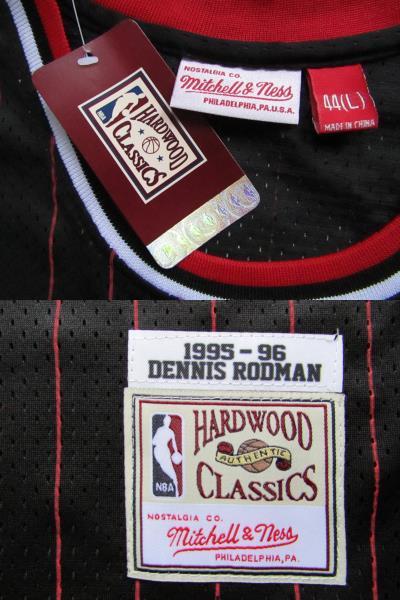 NBA
HARDWOOD
CLASSICS
NOSTALGIA CO.
Mitchell & Ness
PHILADELPHIA, PA. U.S.A.
44(L)
MADE IN CHINA
1995-96
DENNIS RODMAN
NBA
HARDWOOD
AUTHENTIC
CLASSICS
NOSTALGIA CO.
Mitchell & Ness
PHILADELPHIA, PA.